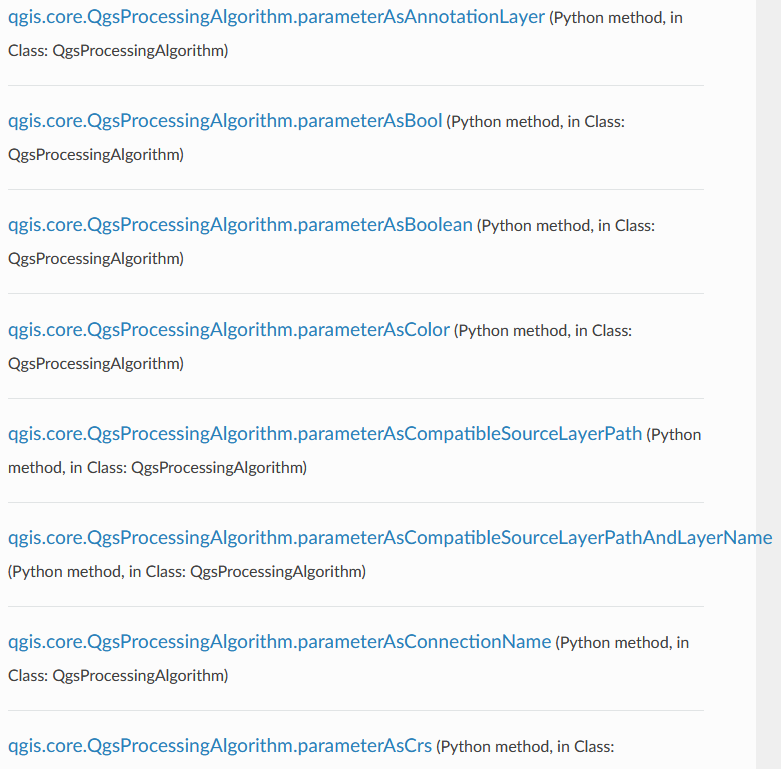 qgis.core.QgsProcessingAlgorithm.parameterAsAnnotationLayer (Python method, in
Class: QgsProcessingAlgorithm)
qgis.core.QgsProcessingAlgorithm.parameterAsBool (Python method, in Class:
QgsProcessingAlgorithm)
qgis.core.QgsProcessingAlgorithm.parameterAsBoolean (Python method, in Class:
QgsProcessingAlgorithm)
qgis.core.QgsProcessingAlgorithm.parameterAsColor (Python method, in Class:
QgsProcessingAlgorithm)
qgis.core.QgsProcessingAlgorithm.parameterAsCompatibleSourceLayerPath (Python
method, in Class: QgsProcessingAlgorithm)
qgis.core.QgsProcessingAlgorithm.parameterAsCompatibleSourceLayerPathAndLayerName
(Python method, in Class: QgsProcessingAlgorithm)
qgis.core.QgsProcessingAlgorithm.parameterAsConnectionName (Python method, in
Class: QgsProcessingAlgorithm)
qgis.core.QgsProcessingAlgorithm.parameterAsCrs (Python method, in Class: